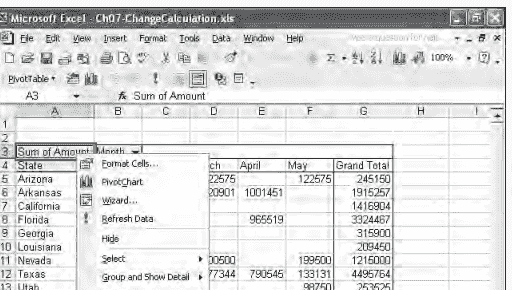 Microsoft Excel - Ch07-ChangeCalculation.xls
File Edit View Insert Format Tools Data Window Help
100%
PivotTable
A3 fx Sum of Amount
A B C D E F G H I
1
2
3 Sum of Amount Month
4 State ch April May Grand Total
5 Arizona 22575 122575 245150
6 Arkansas 20901 1001451 1915257
7 California 1416904
8 Florida 965519 3324467
9 Georgia 315900
10 Louisiana 209450
11 Nevada 00500 199500 1215000
12 Texas 77344 790545 133131 4495764
13 Utah 98750 253525
Format Cells...
PivotChart
Wizard...
Refresh Data
Hide
Select
Group and Show Detail